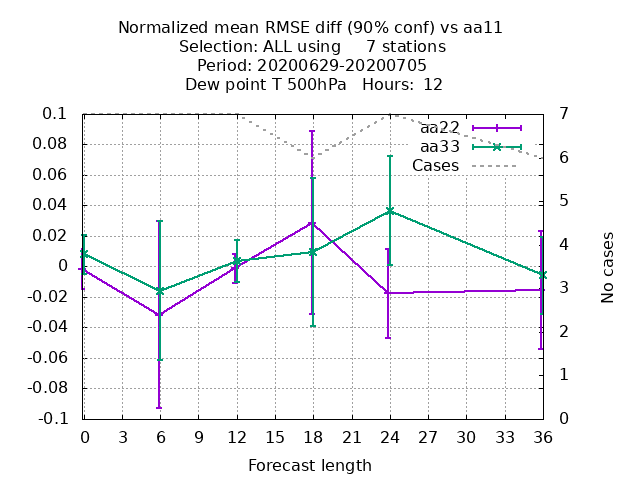 Normalized mean RMSE diff (90% conf) vs aa11
Selection: ALL using     7 stations
Period: 20200629-20200705
Dew point T 500hPa   Hours:  12
0.1
0.08
0.06
0.04
0.02
0
-0.02
-0.04
-0.06
-0.08
-0.1
aa22
aa33
Cases
7
6
5
4
3
2
1
0
No cases
0 3 6 9 12 15 18 21 24 27 30 33 36
Forecast length